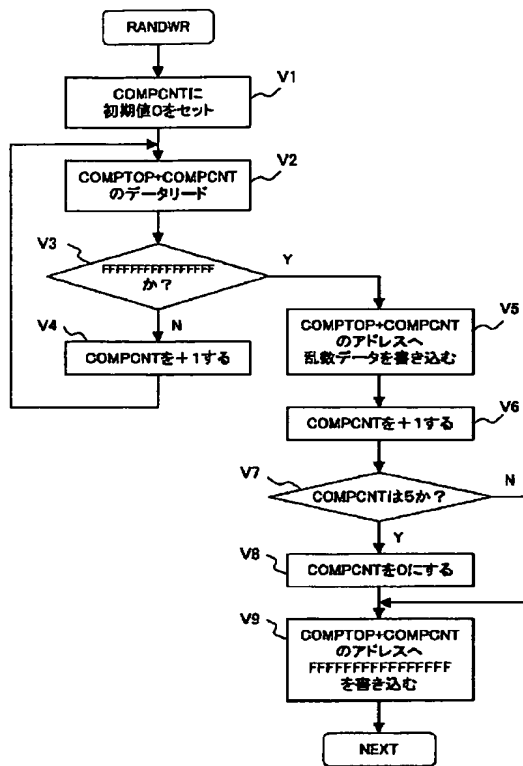 RANDWR
V1
COMPCNTに
初期値0をセット
V2
COMPTOP+COMPCNT
のデータリード
V3
FFFFFFFFFFFFFFFF
か?
Y
N
V4
COMPCNTを+1する
V5
COMPTOP+COMPCNT
のアドレスへ
乱数データを書き込む
V6
COMPCNTを+1する
V7
COMPCNTは5か?
N
Y
V8
COMPCNTを0にする
V9
COMPTOP+COMPCNT
のアドレスへ
FFFFFFFFFFFFFFFF
を書き込む
NEXT